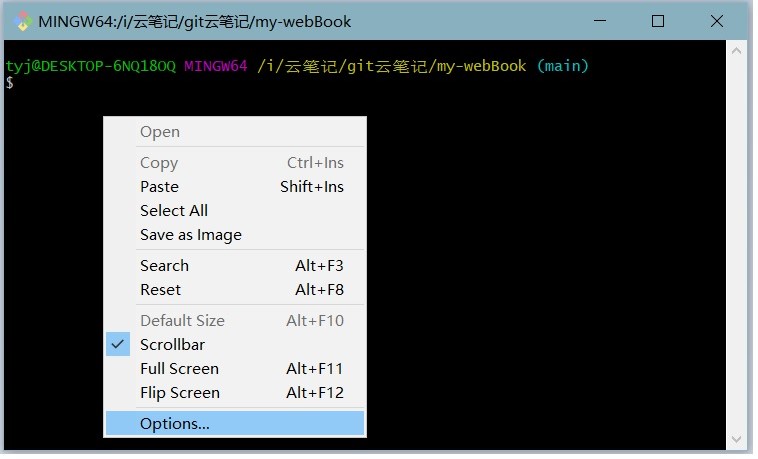 MINGW64:/i/云笔记/git云笔记/my-webBook
tyj@DESKTOP-6NQ18OQ MINGW64 /i/云笔记/git云笔记/my-webBook (main)
$
Open
Copy Ctrl+Ins
Paste Shift+Ins
Select All
Save as Image
Search Alt+F3
Reset Alt+F8
Default Size Alt+F10
Scrollbar
Full Screen Alt+F11
Flip Screen Alt+F12
Options...